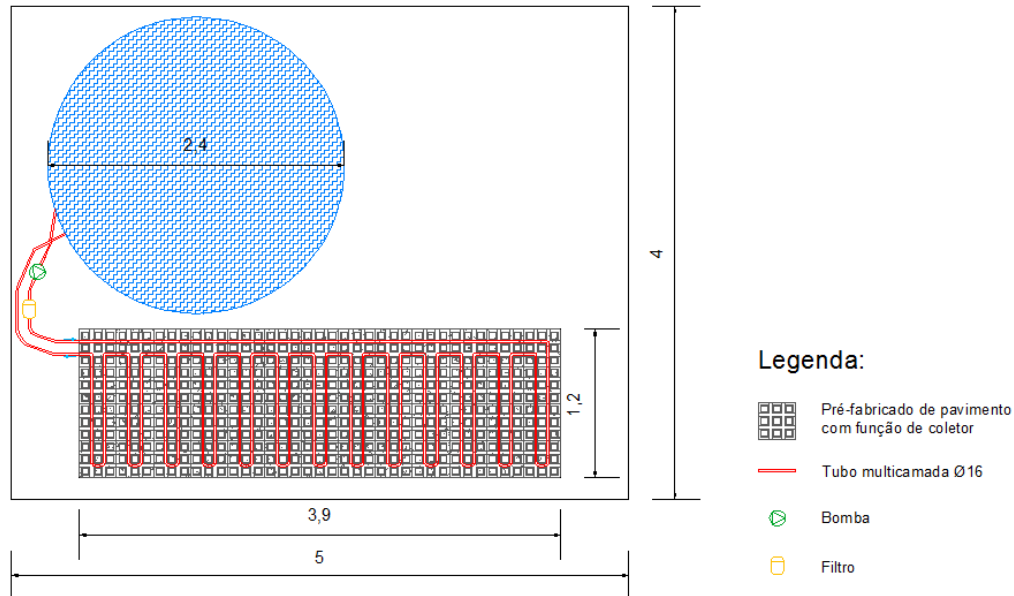 2,4
4
1,2
3,9
5
Legenda:
Pré-fabricado de pavimento
com função de coletor
Tubo multicamada Ø16
Bomba
Filtro